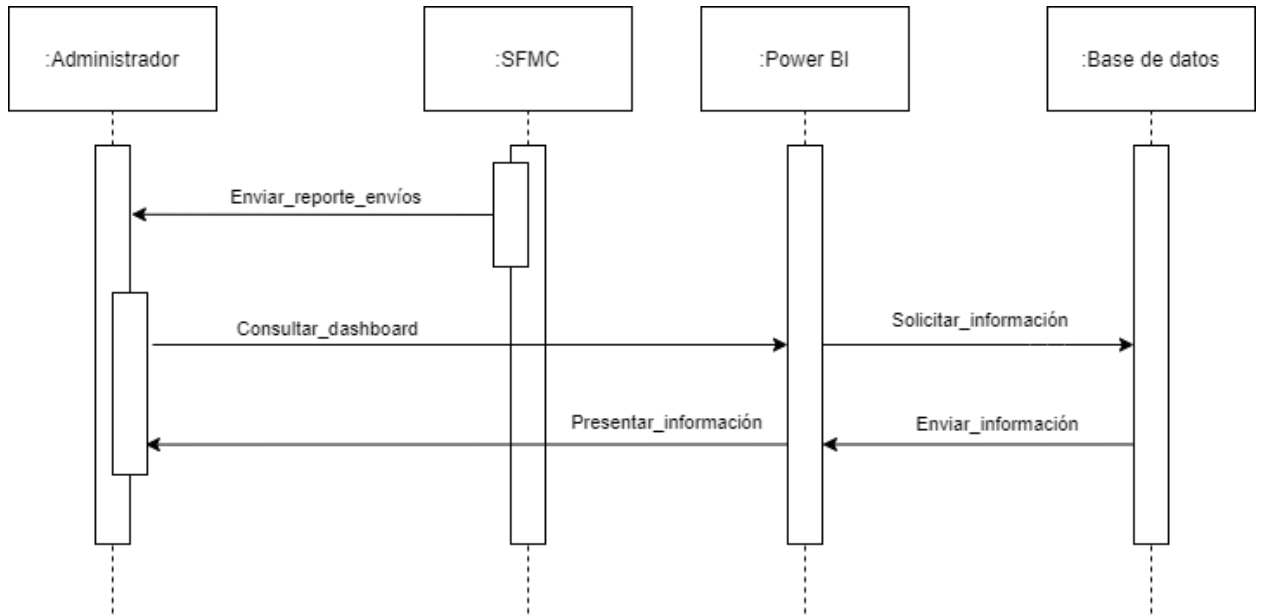 :Administrador
:SFMC
:Power BI
:Base de datos
Enviar_reporte_envíos
Consultar_dashboard
Solicitar_información
Presentar_información
Enviar_información